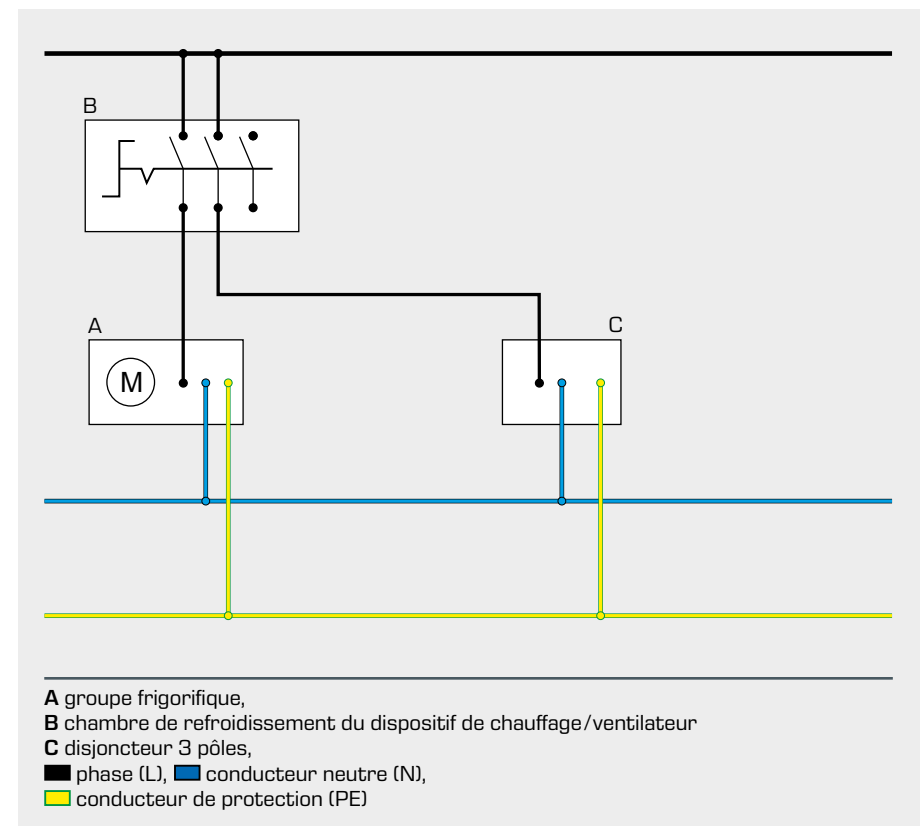 B
A
C
M
A groupe frigorifique,
B chambre de refroidissement du dispositif de chauffage/ventilateur
C disjoncteur 3 pôles,
phase (L), conducteur neutre (N),
conducteur de protection (PE)